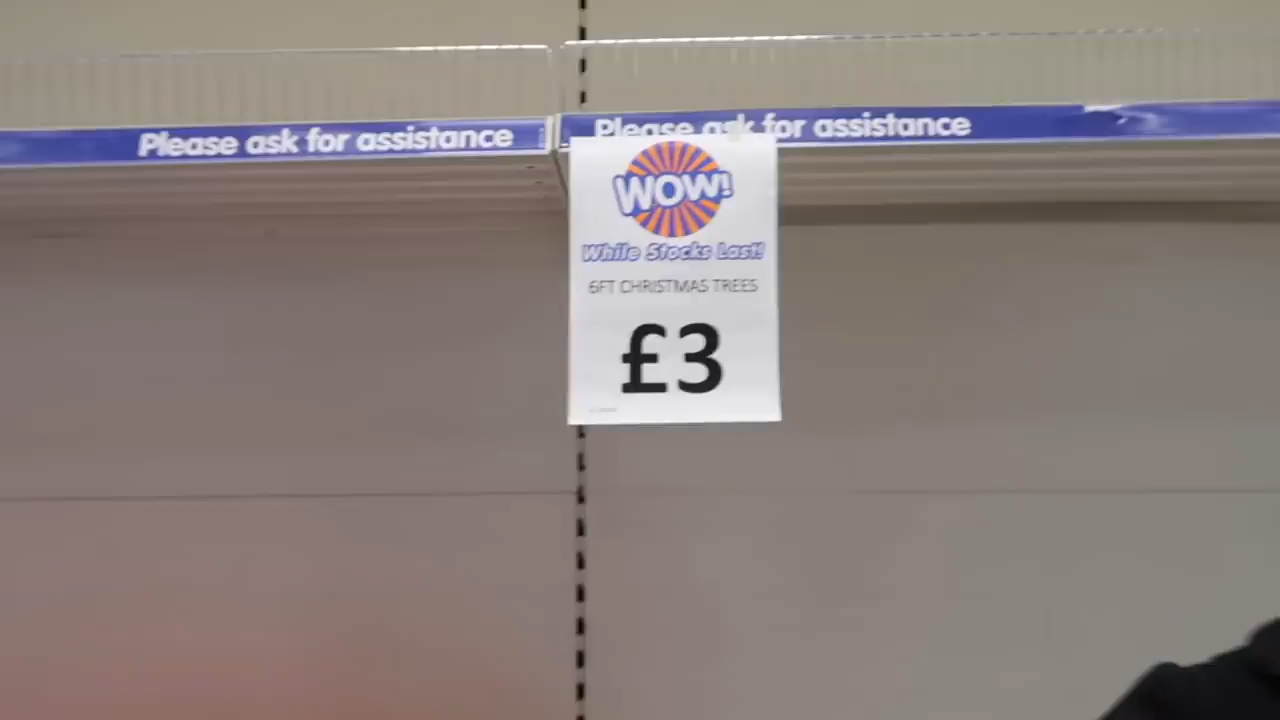 Please ask for assistance
Please ask for assistance
WOW!
While Stocks Last!
6FT CHRISTMAS TREES
£3